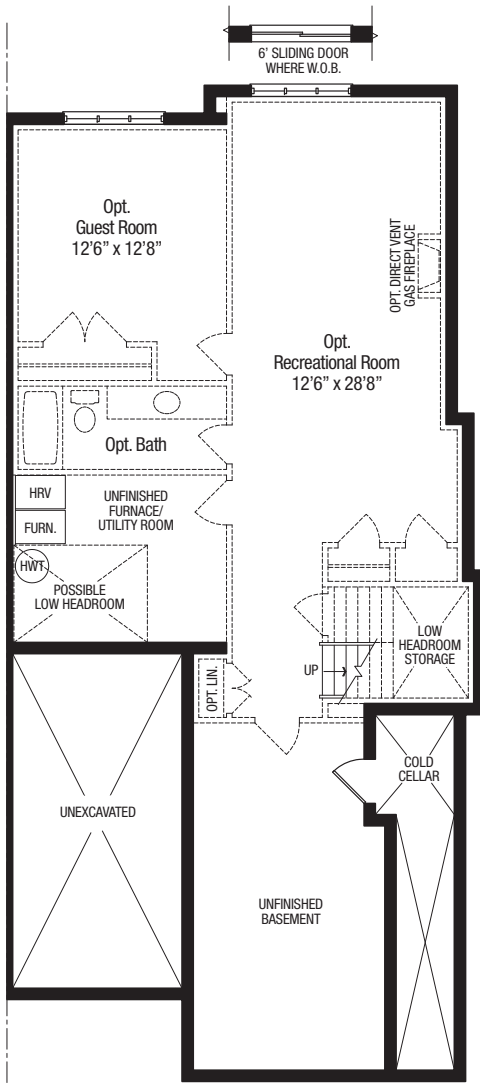 6' SLIDING DOOR
WHERE W.O.B.
Opt.
Guest Room
12'6" x 12'8"
OPT. DIRECT VENT
GAS FIREPLACE
Opt.
Recreational Room
12'6" x 28'8"
Opt. Bath
HRV
FURN.
HWT
UNFINISHED
FURNACE/
UTILITY ROOM
POSSIBLE
LOW HEADROOM
LOW
HEADROOM
STORAGE
UP
OPT. LIN.
COLD
CELLAR
UNEXCAVATED
UNFINISHED
BASEMENT